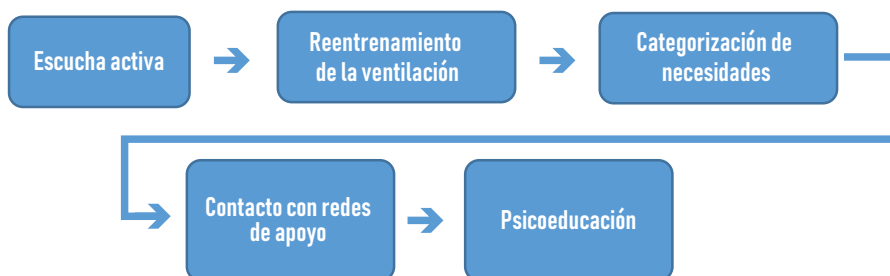 Escucha activa
Reentrenamiento
de la ventilación
Categorización de
necesidades
Contacto con redes
de apoyo
Psicoeducación